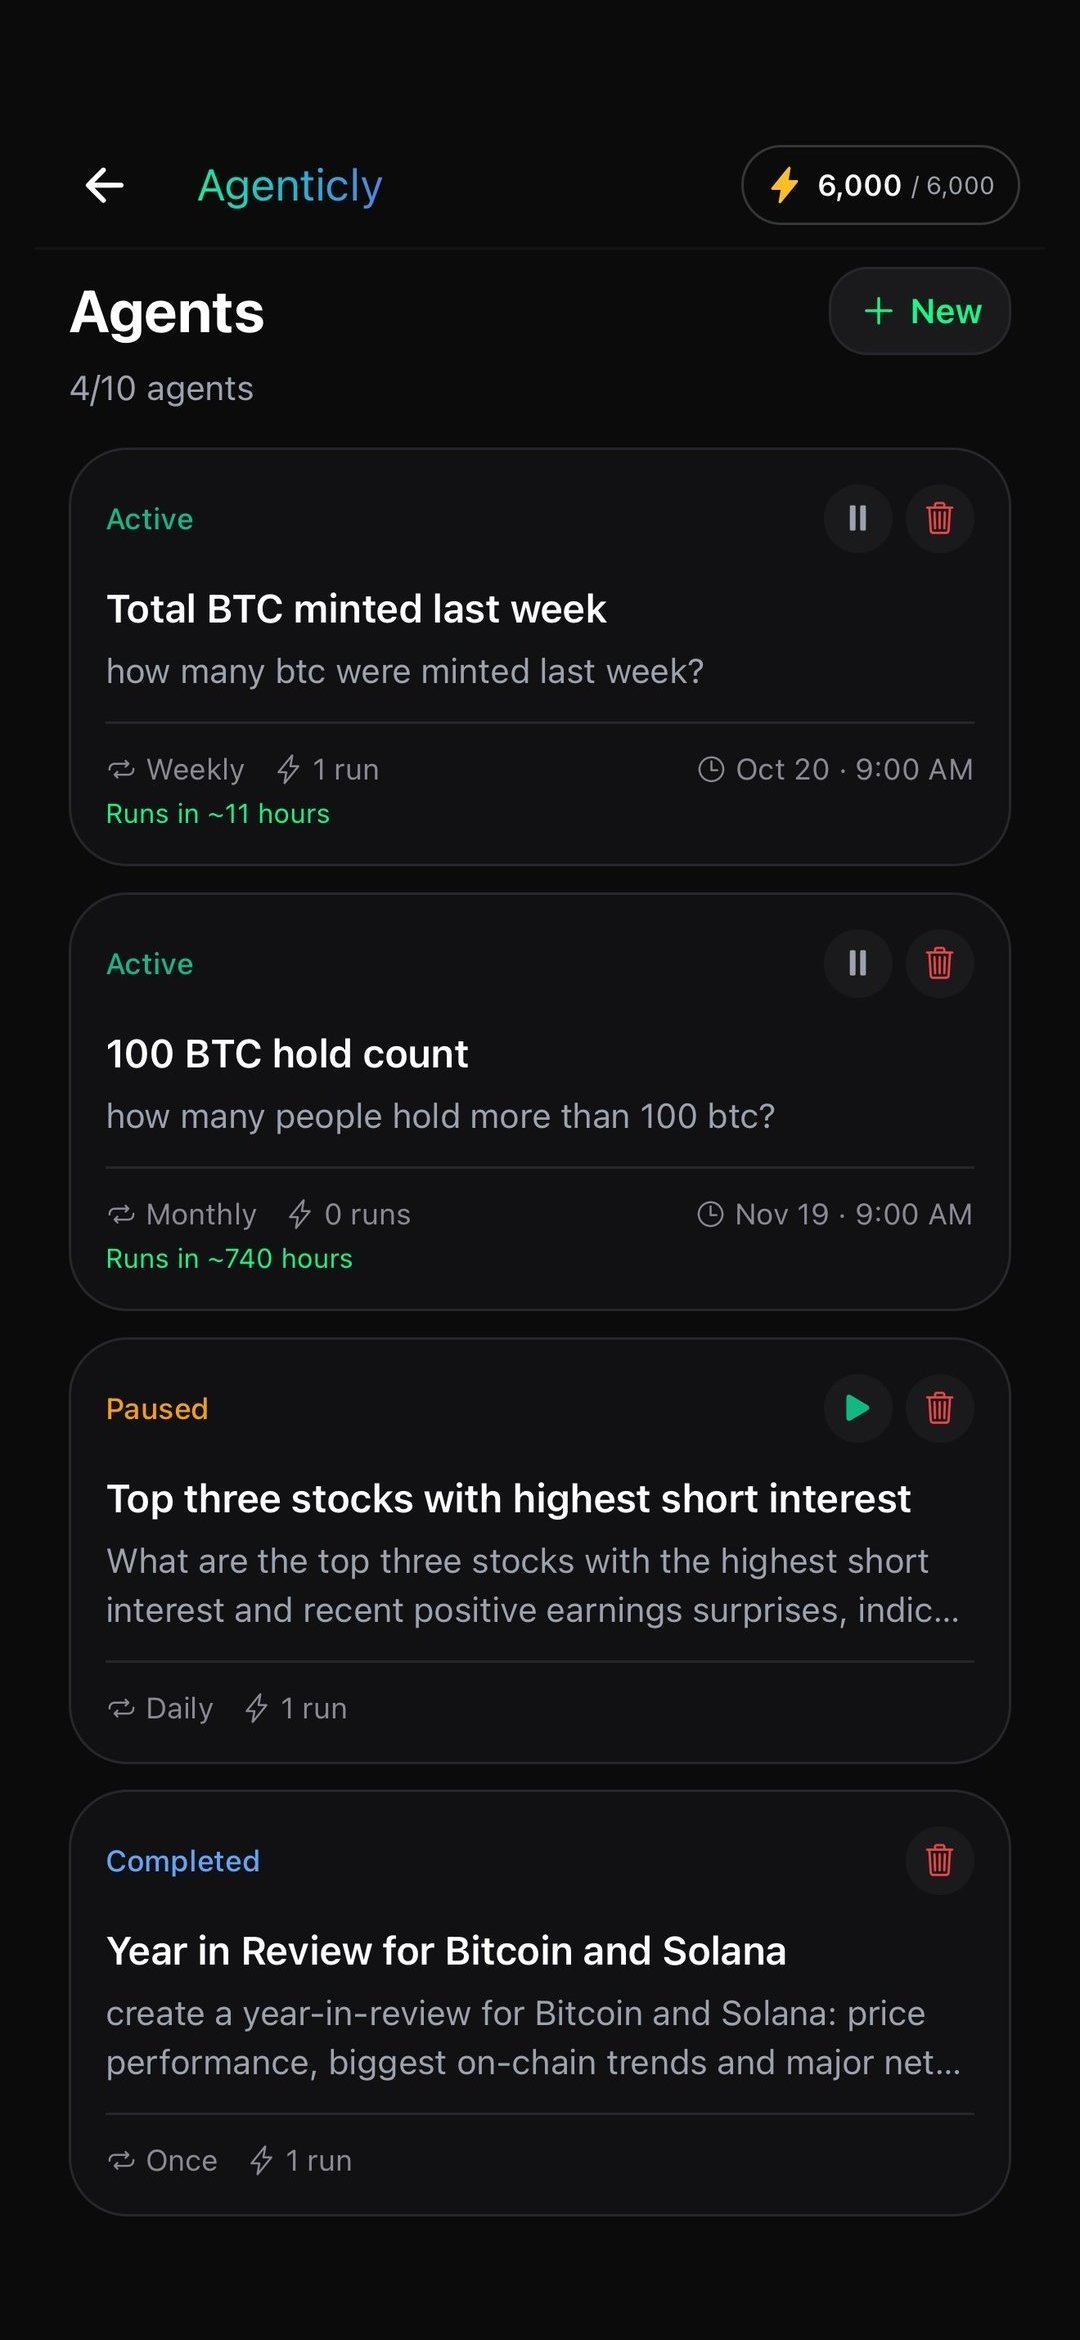 Agenticly
6,000 / 6,000
Agents
+ New
4/10 agents
Active
Total BTC minted last week
how many btc were minted last week?
Weekly 1 run Oct 20 · 9:00 AM
Runs in ~11 hours
Active
100 BTC hold count
how many people hold more than 100 btc?
Monthly 0 runs Nov 19 · 9:00 AM
Runs in ~740 hours
Paused
Top three stocks with highest short interest
What are the top three stocks with the highest short
interest and recent positive earnings surprises, indic...
Daily 1 run
Completed
Year in Review for Bitcoin and Solana
create a year-in-review for Bitcoin and Solana: price
performance, biggest on-chain trends and major net...
Once 1 run